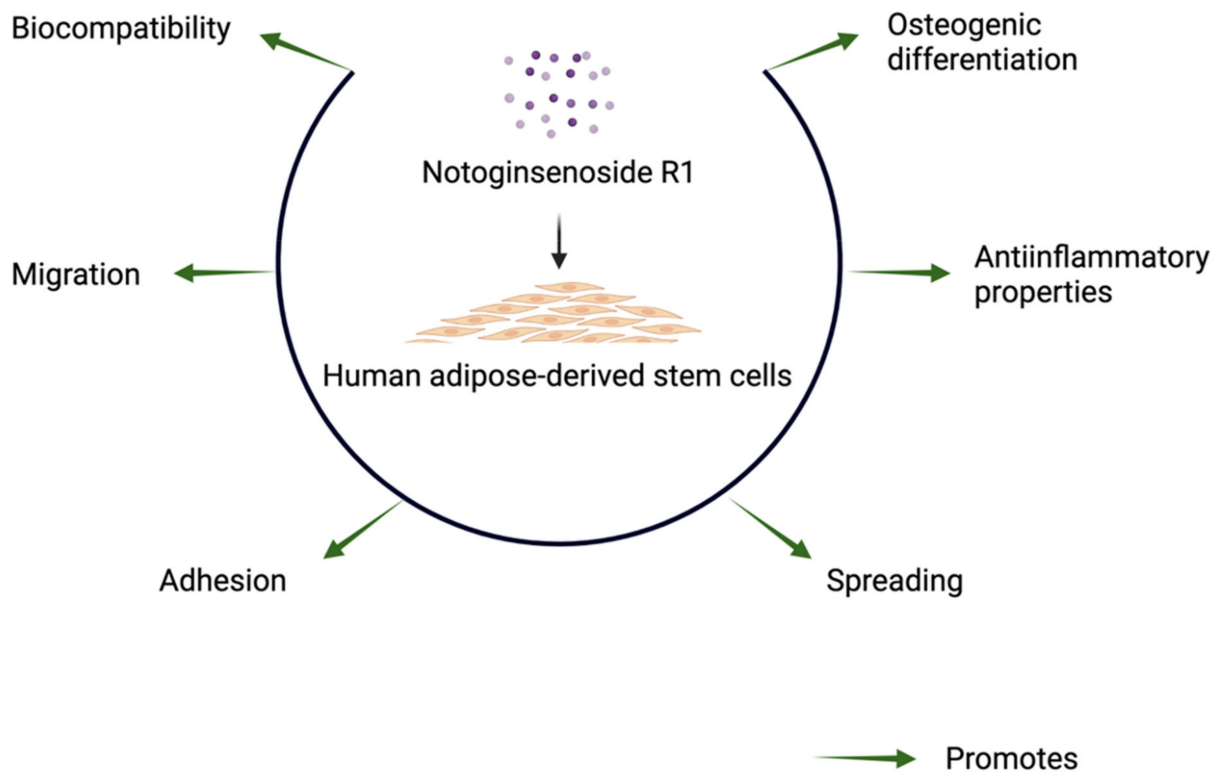 Biocompatibility
Osteogenic
differentiation
Notoginsenoside R1
Migration
Antiinflammatory
properties
Human adipose-derived stem cells
Adhesion
Spreading
Promotes